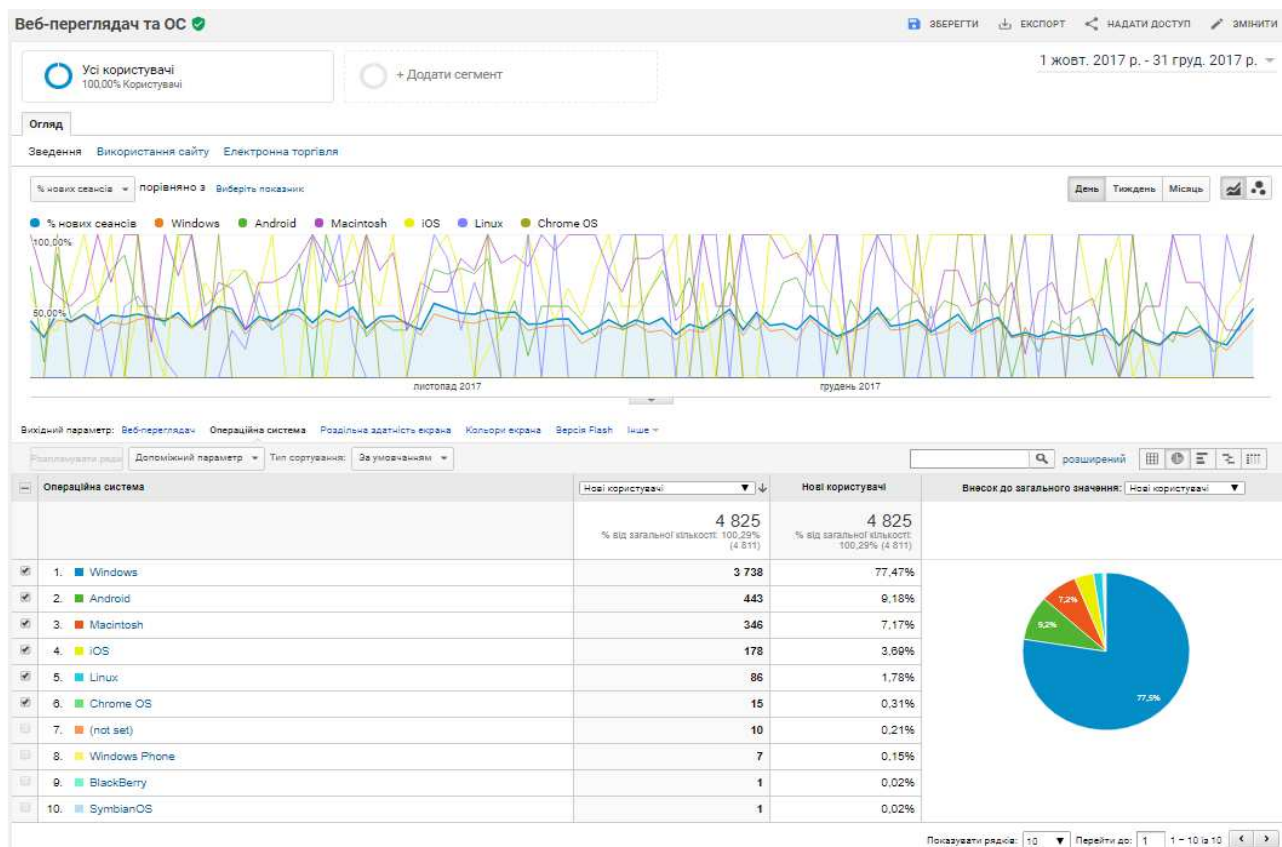 Веб-переглядач та ОС
ЗБЕРЕГТИ ЕКСПОРТ НАДАТИ ДОСТУП ЗМІНИТИ
Усі користувачі
100,00% Користувачі
+ Додати сегмент
1 жовт. 2017 р. - 31 груд. 2017 р.
Огляд
Зведення Використання сайту Електронна торгівля
% нових сеансів порівняно з Виберіть показник
День Тиждень Місяць
% нових сеансів Windows Android Macintosh iOS Linux Chrome OS
100,00%
50,00%
листопад 2017 грудень 2017
Вихідний параметр: Веб-переглядач Операційна система Роздільна здатність екрана Кольори екрана Версія Flash Інше
Допоміжний параметр Тип сортування: За умовчанням
розширений
Операційна система Нові користувачі Нові користувачі Внесок до загального значення: Нові користувачі
4 825 4 825
% від загальної кількості: 100,29% % від загальної кількості:
(4 811) 100,29% (4 811)
1. Windows 3 738 77,47%
2. Android 443 9,18%
3. Macintosh 346 7,17%
4. iOS 178 3,69%
5. Linux 86 1,78%
6. Chrome OS 15 0,31%
7. (not set) 10 0,21%
8. Windows Phone 7 0,15%
9. BlackBerry 1 0,02%
10. SymbianOS 1 0,02%
7,2%
9,2%
77,5%
Показувати рядків: 10 Перейти до: 1 1 – 10 із 10